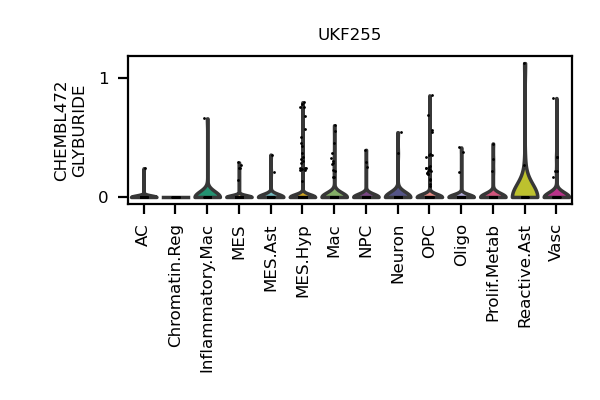 UKF255
CHEMBL472
GLYBURIDE
1
0
AC
Chromatin.Reg
Inflammatory.Mac
MES
MES.Ast
MES.Hyp
Mac
NPC
Neuron
OPC
Oligo
Prolif.Metab
Reactive.Ast
Vasc